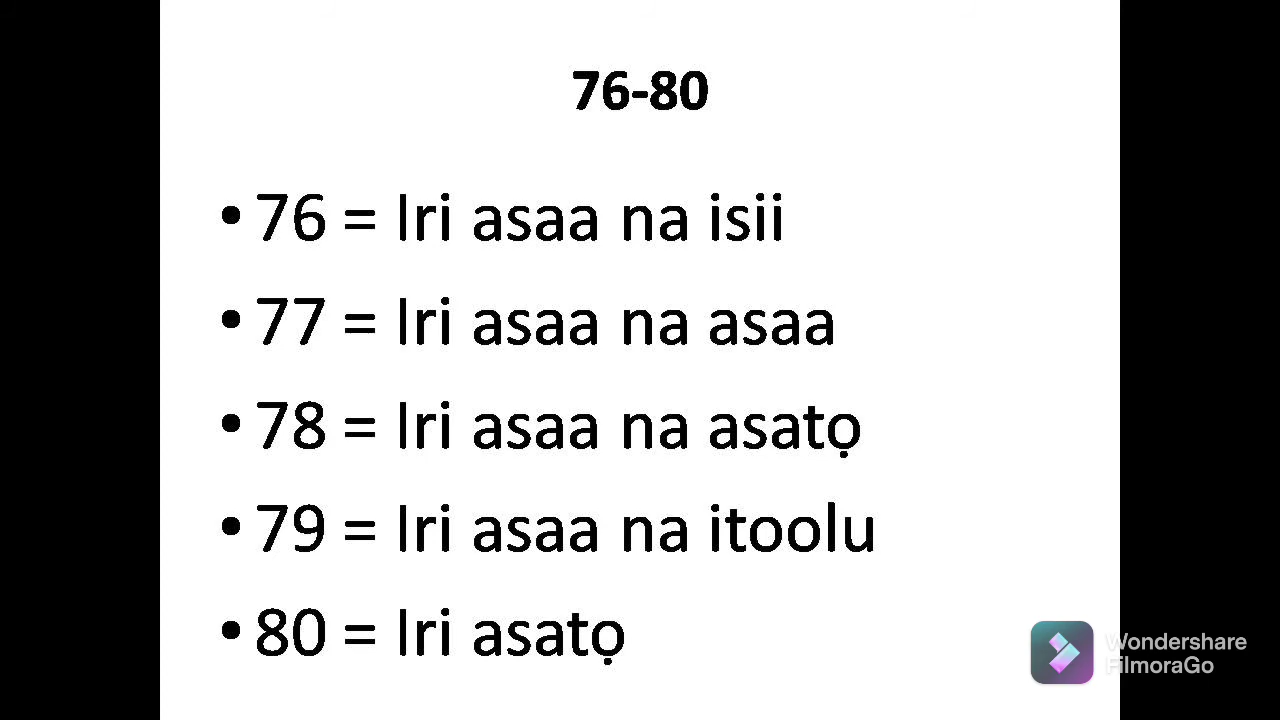 76-80
• 76 = Iri asaa na isii
• 77 = Iri asaa na asaa
• 78 = Iri asaa na asatọ
• 79 = Iri asaa na itoolu
• 80 = Iri asatọ
Wondershare
FilmoraGo